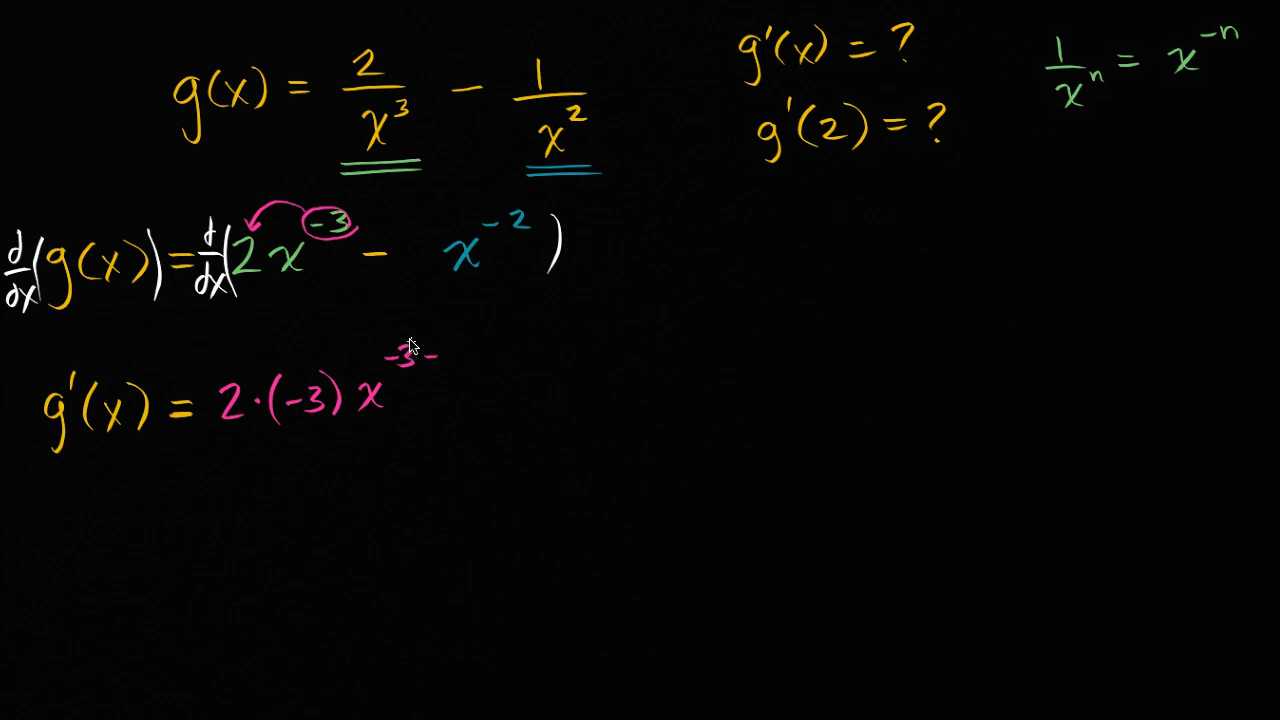 g(x) = 2/x³ − 1/x²
g'(x) = ?
g'(2) = ?
1/xⁿ = x⁻ⁿ
d/dx(g(x)) = d/dx(2x⁻³ − x⁻²)
g'(x) = 2·(−3)x⁻³⁻